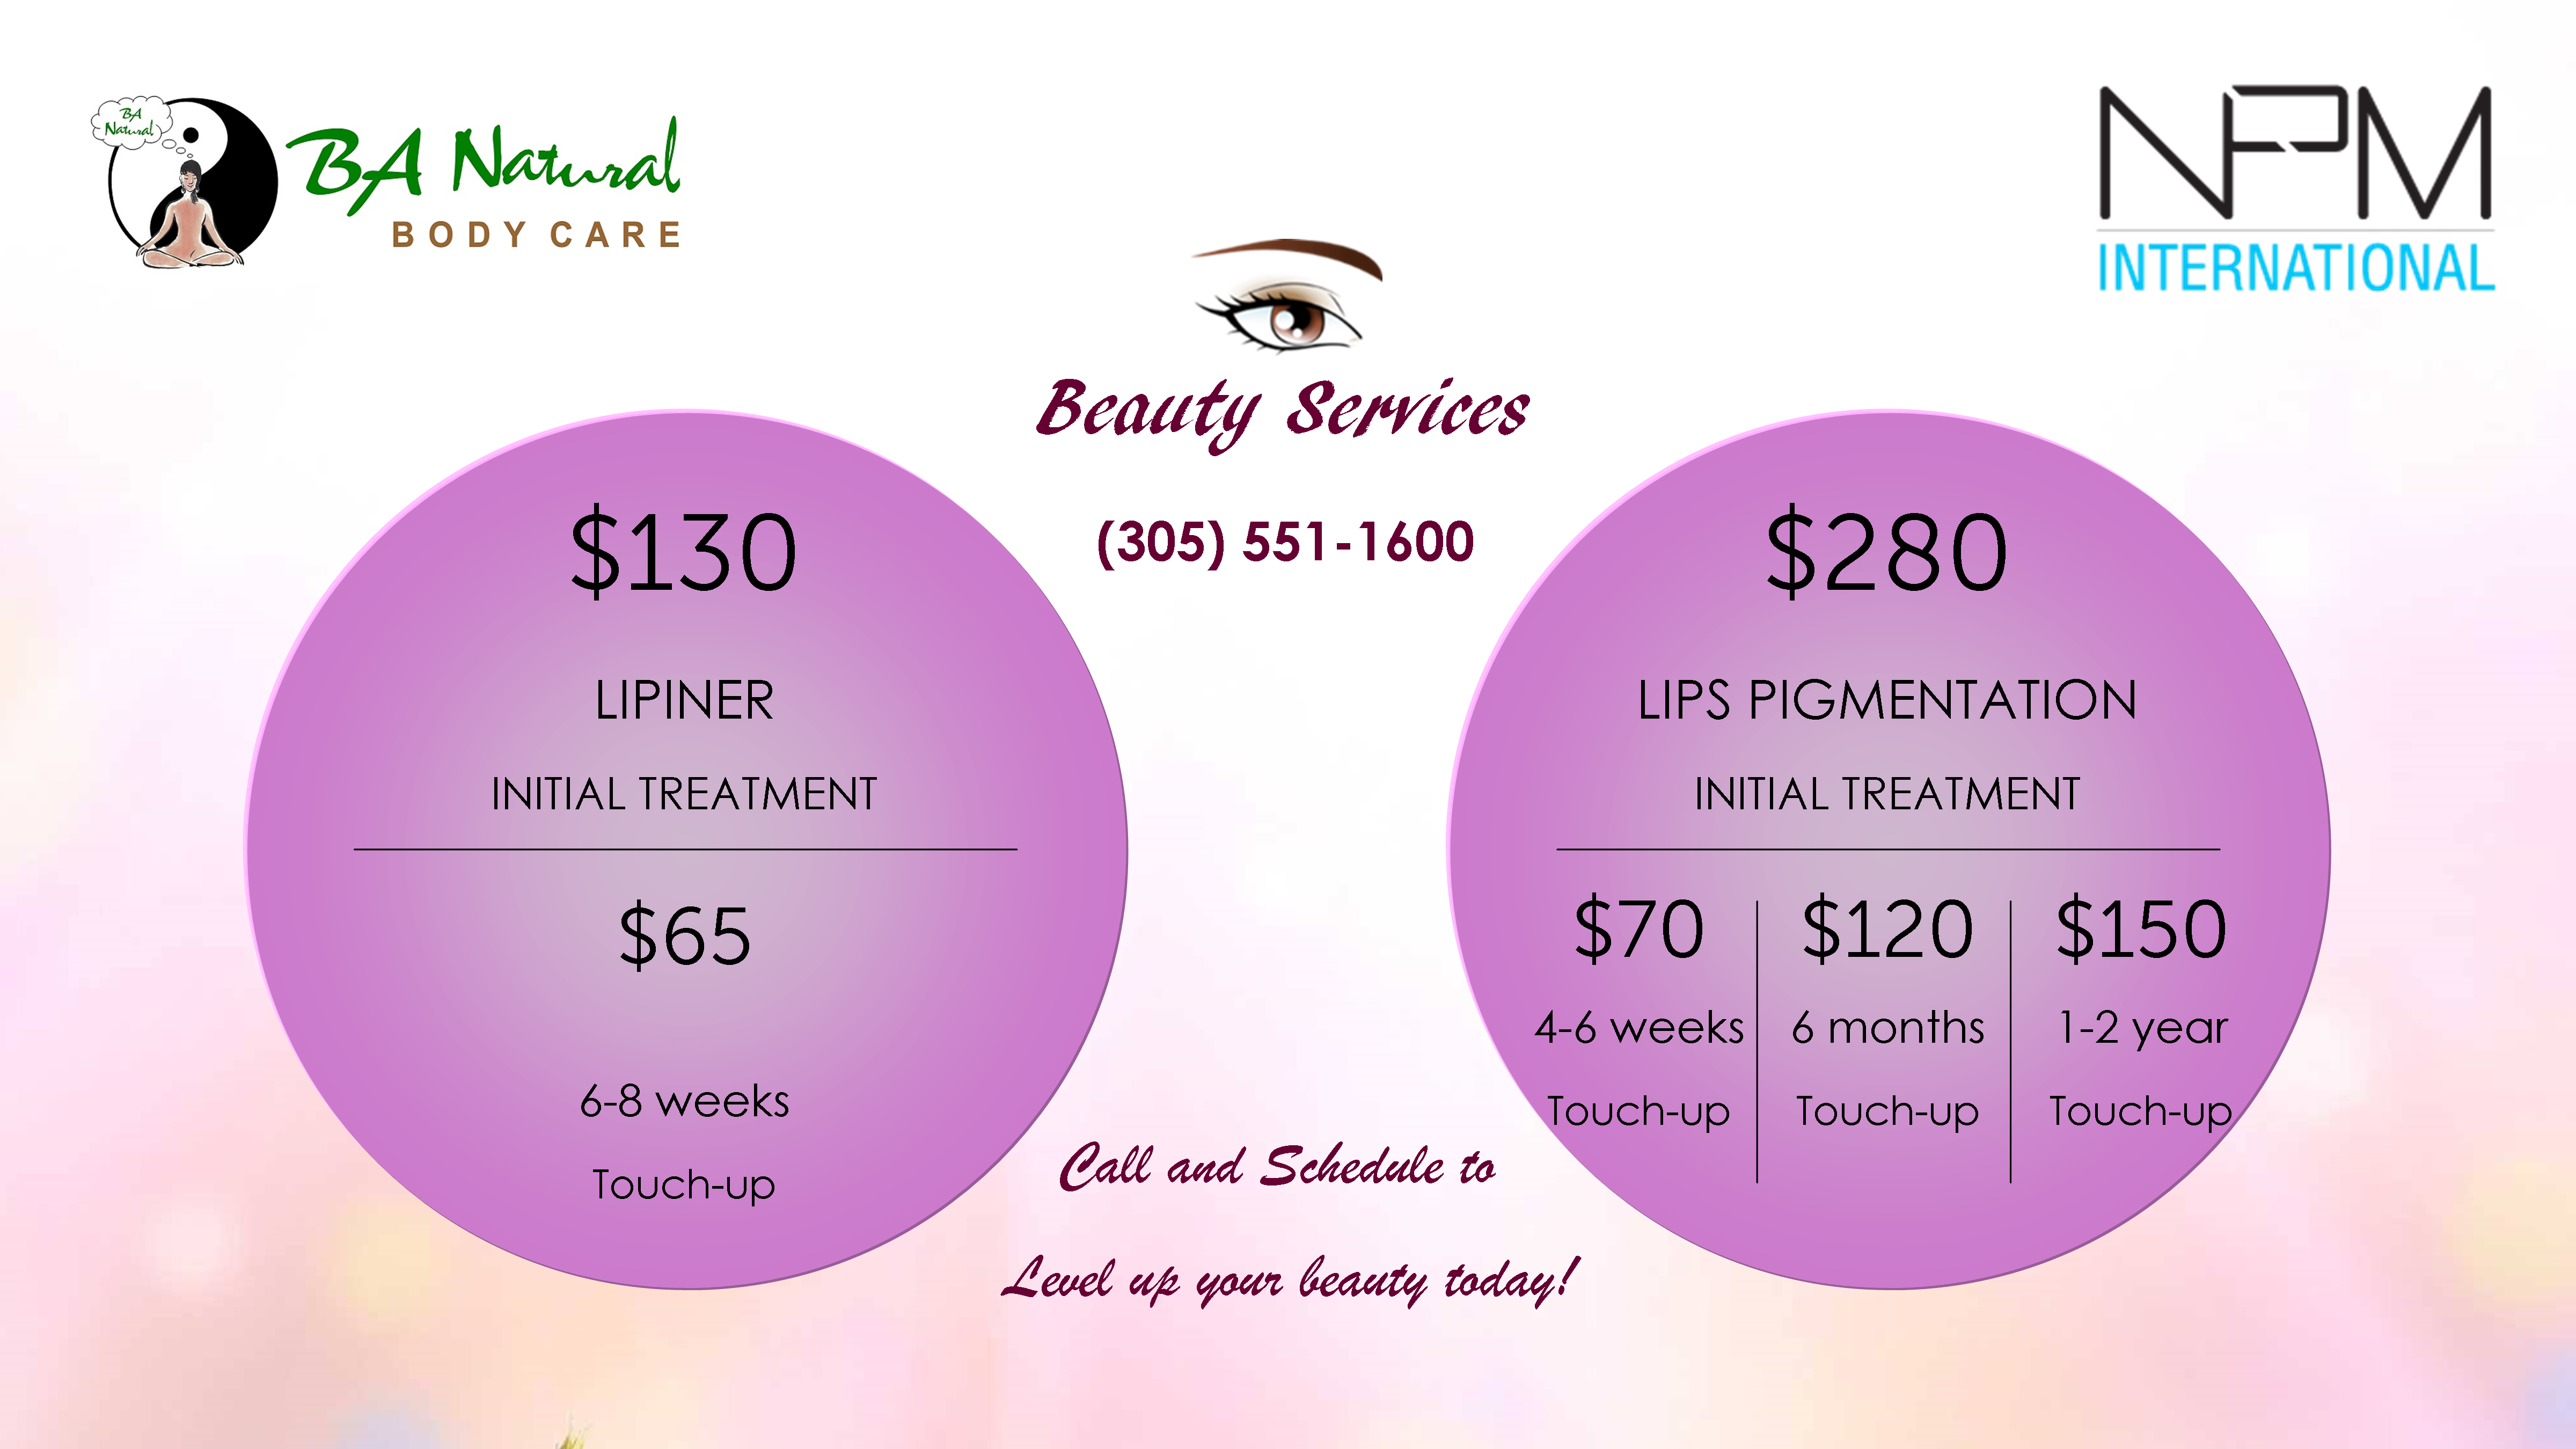 BA
Natural
BA Natural
BODY CARE
NPM
INTERNATIONAL
Beauty Services
(305) 551-1600
$130
LIPINER
INITIAL TREATMENT
$65
6-8 weeks
Touch-up
$280
LIPS PIGMENTATION
INITIAL TREATMENT
$70
4-6 weeks
Touch-up
$120
6 months
Touch-up
$150
1-2 year
Touch-up
Call and Schedule to
Level up your beauty today!